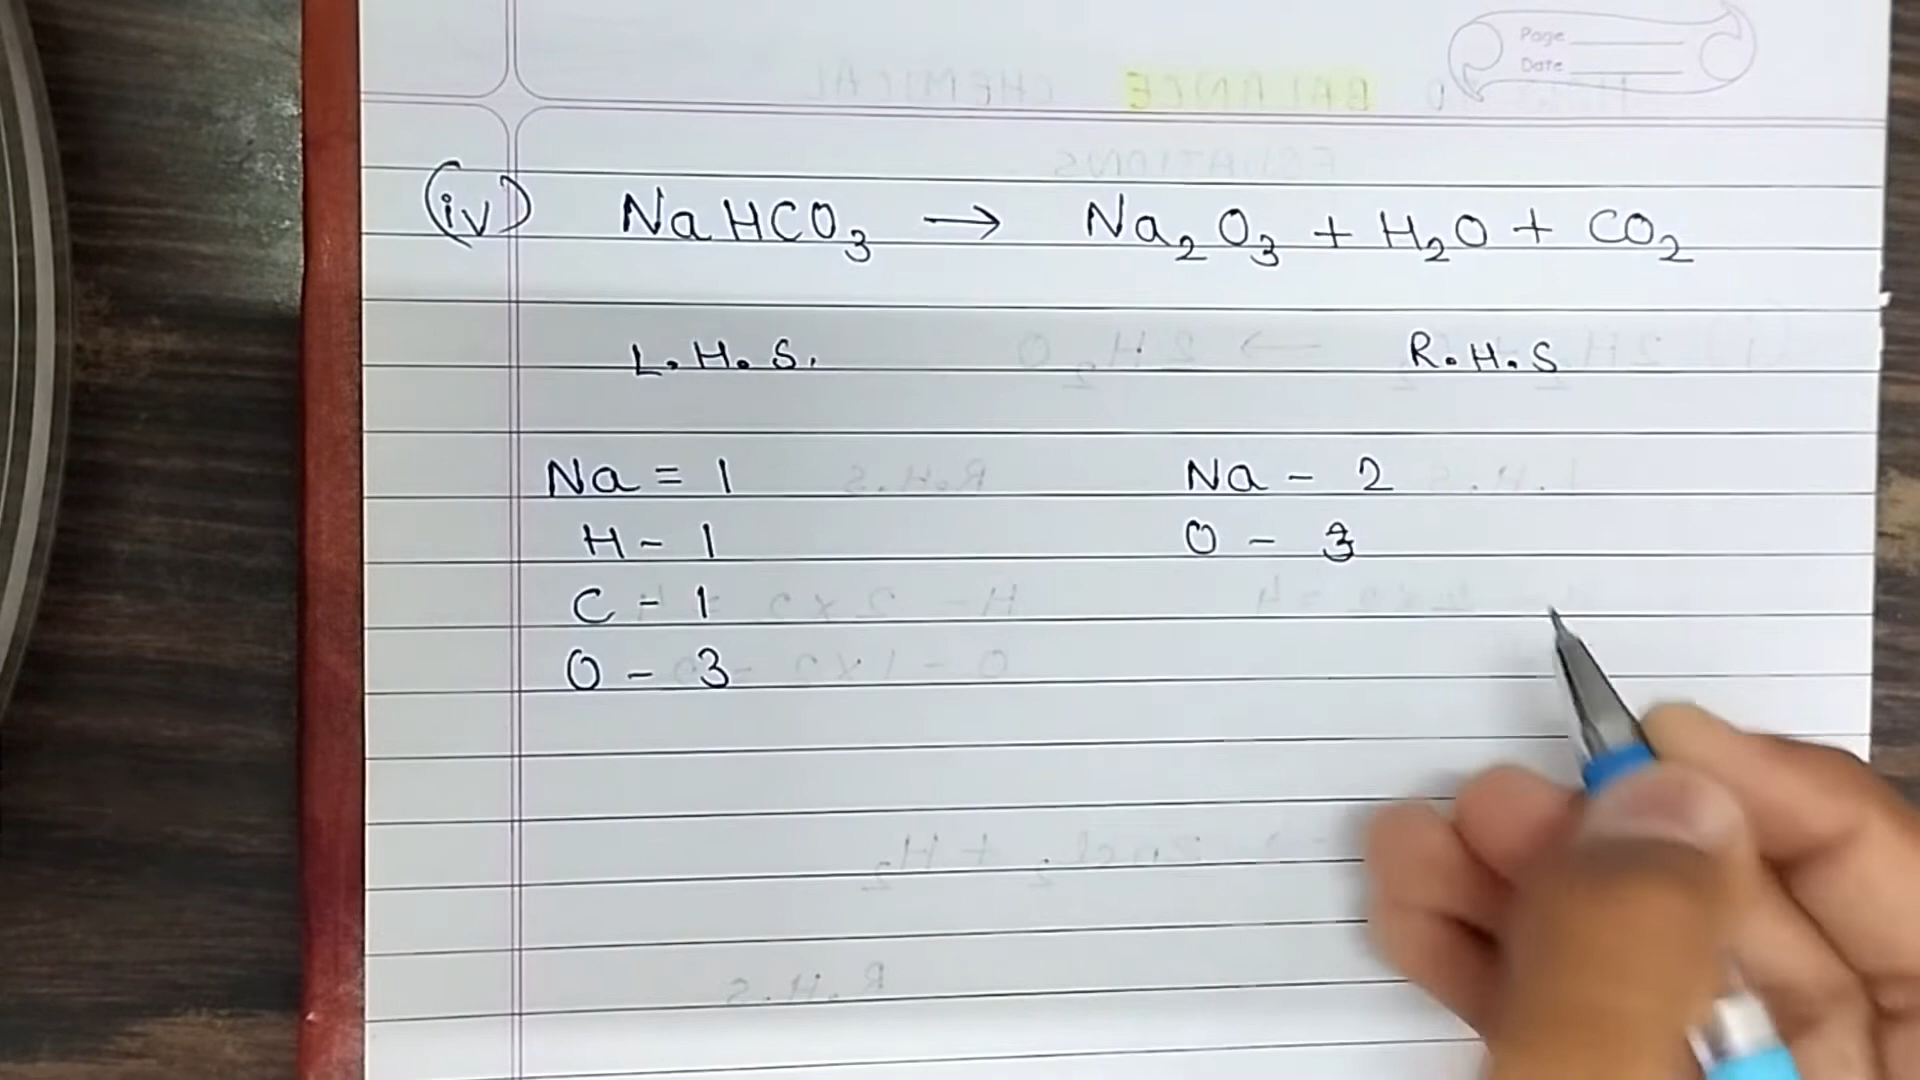 Page
Date
(iv) NaHCO₃ → Na₂O₃ + H₂O + CO₂
L.H.S. R.H.S
Na = 1 Na - 2
H - 1 O - 3
C - 1
O - 3